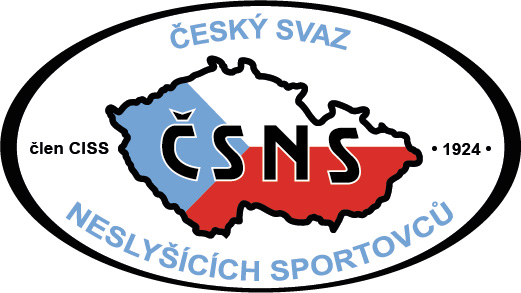 ČESKÝ SVAZ
člen CISS
ČSNS
• 1924 •
NESLYŠÍCÍCH SPORTOVCŮ